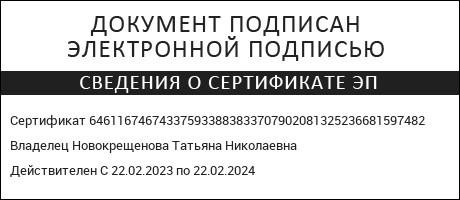 ДОКУМЕНТ ПОДПИСАН
ЭЛЕКТРОННОЙ ПОДПИСЬЮ
СВЕДЕНИЯ О СЕРТИФИКАТЕ ЭП
Сертификат 646116746743375933883833707902081325236681597482
Владелец Новокрещенова Татьяна Николаевна
Действителен С 22.02.2023 по 22.02.2024